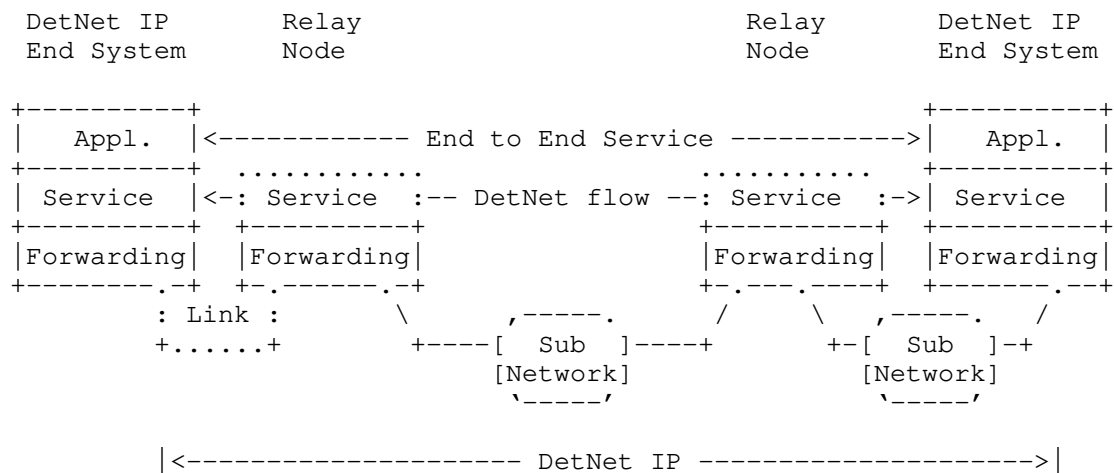 DetNet IP Relay Relay DetNet IP
End System Node Node End System
Appl. End to End Service Appl.
Service Service DetNet flow Service Service
Forwarding Forwarding Forwarding Forwarding
Link
Sub Sub
Network Network
DetNet IP